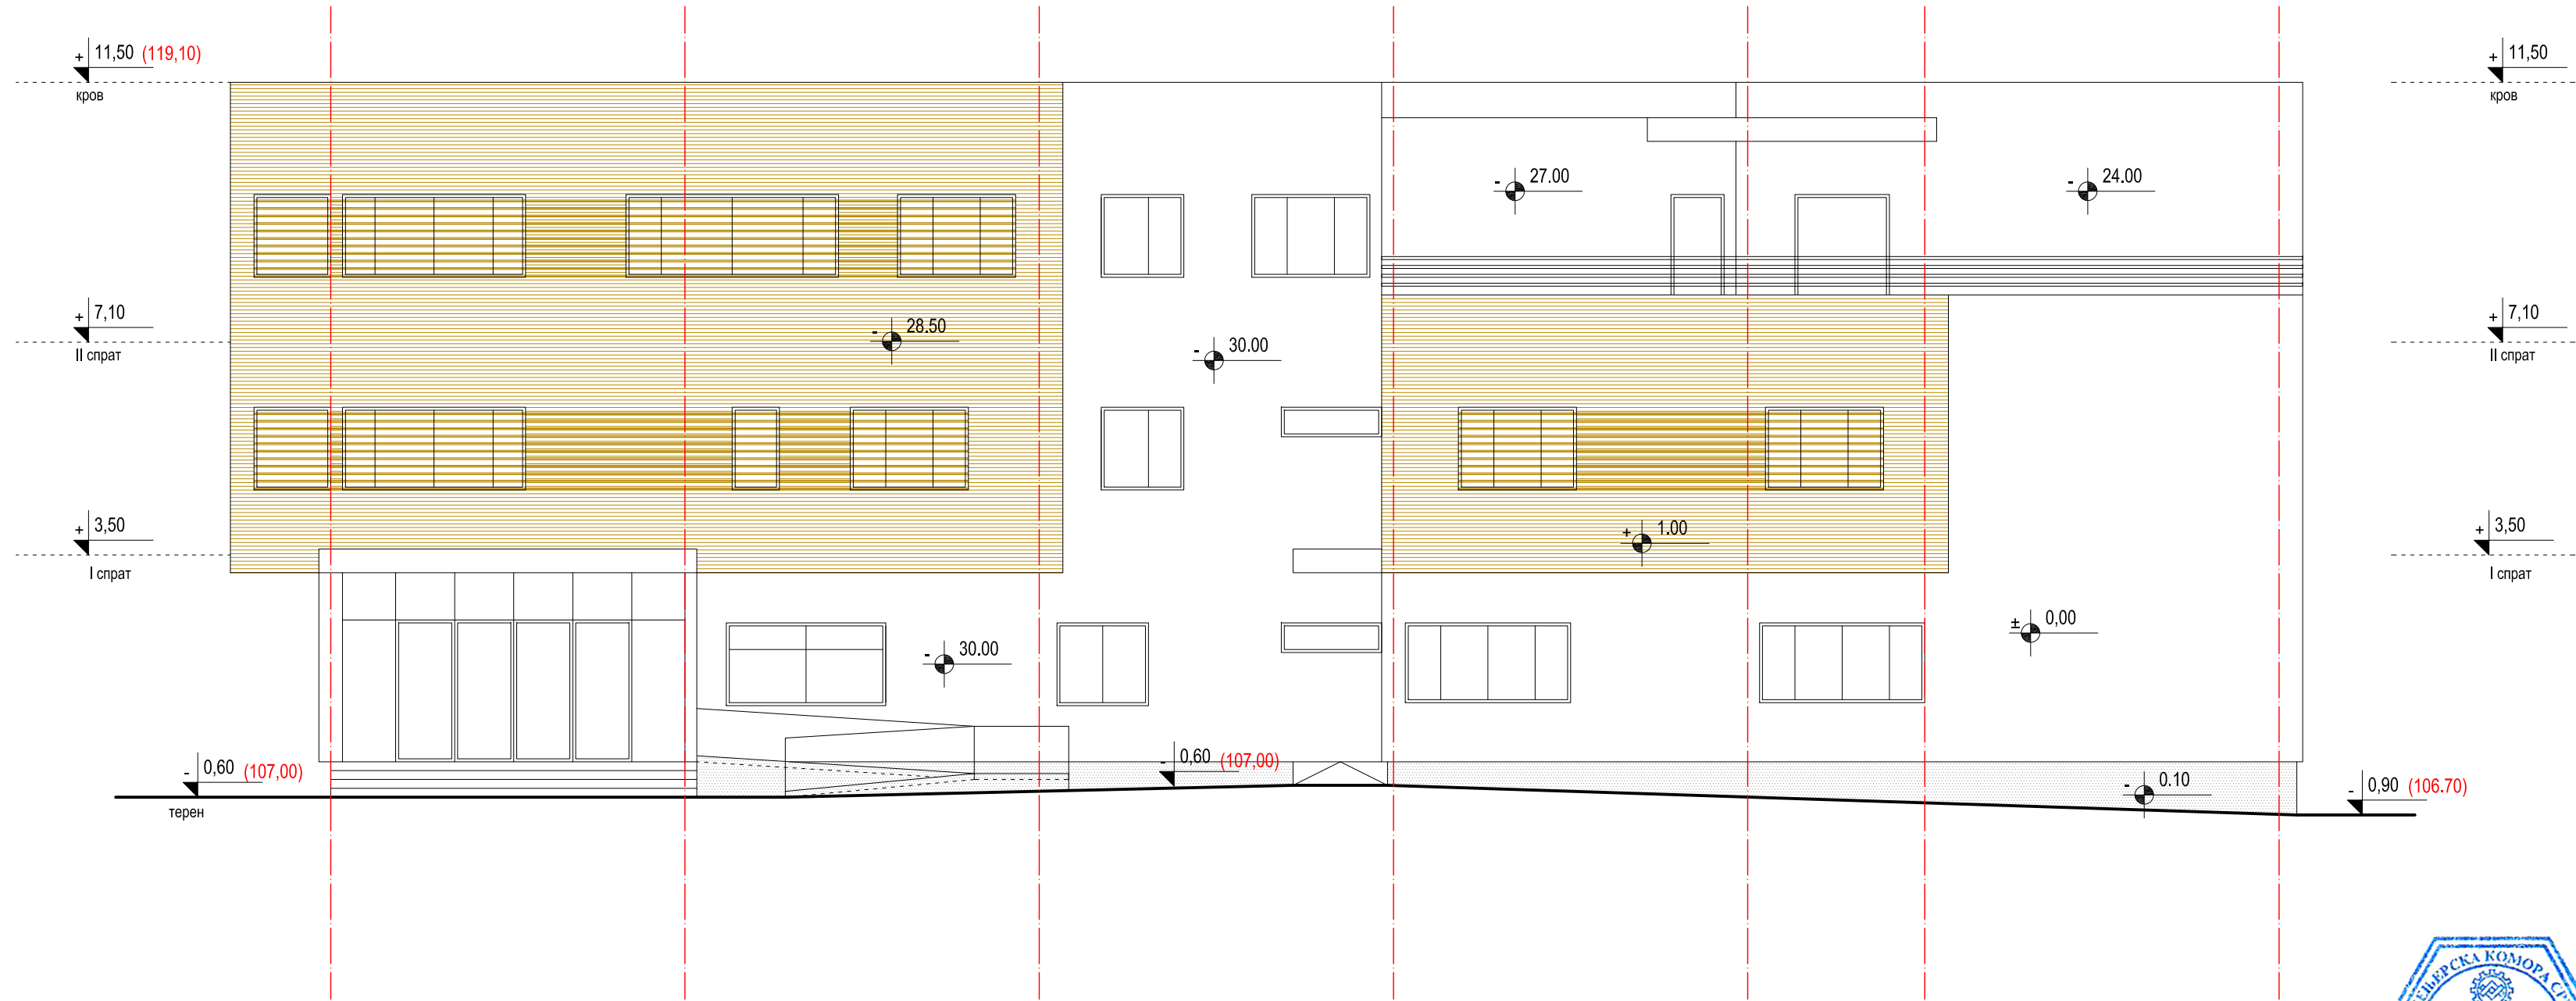 + 11,50 (119,10)
кров
+ 11,50
кров
- 27.00
- 24.00
+ 7,10
II спрат
- 28.50
- 30.00
+ 7,10
II спрат
+ 3,50
I спрат
+ 1.00
+ 3,50
I спрат
± 0,00
- 30.00
- 0,60 (107,00)
терен
- 0,60 (107,00)
- 0.10
- 0,90 (106.70)
КОМОРА